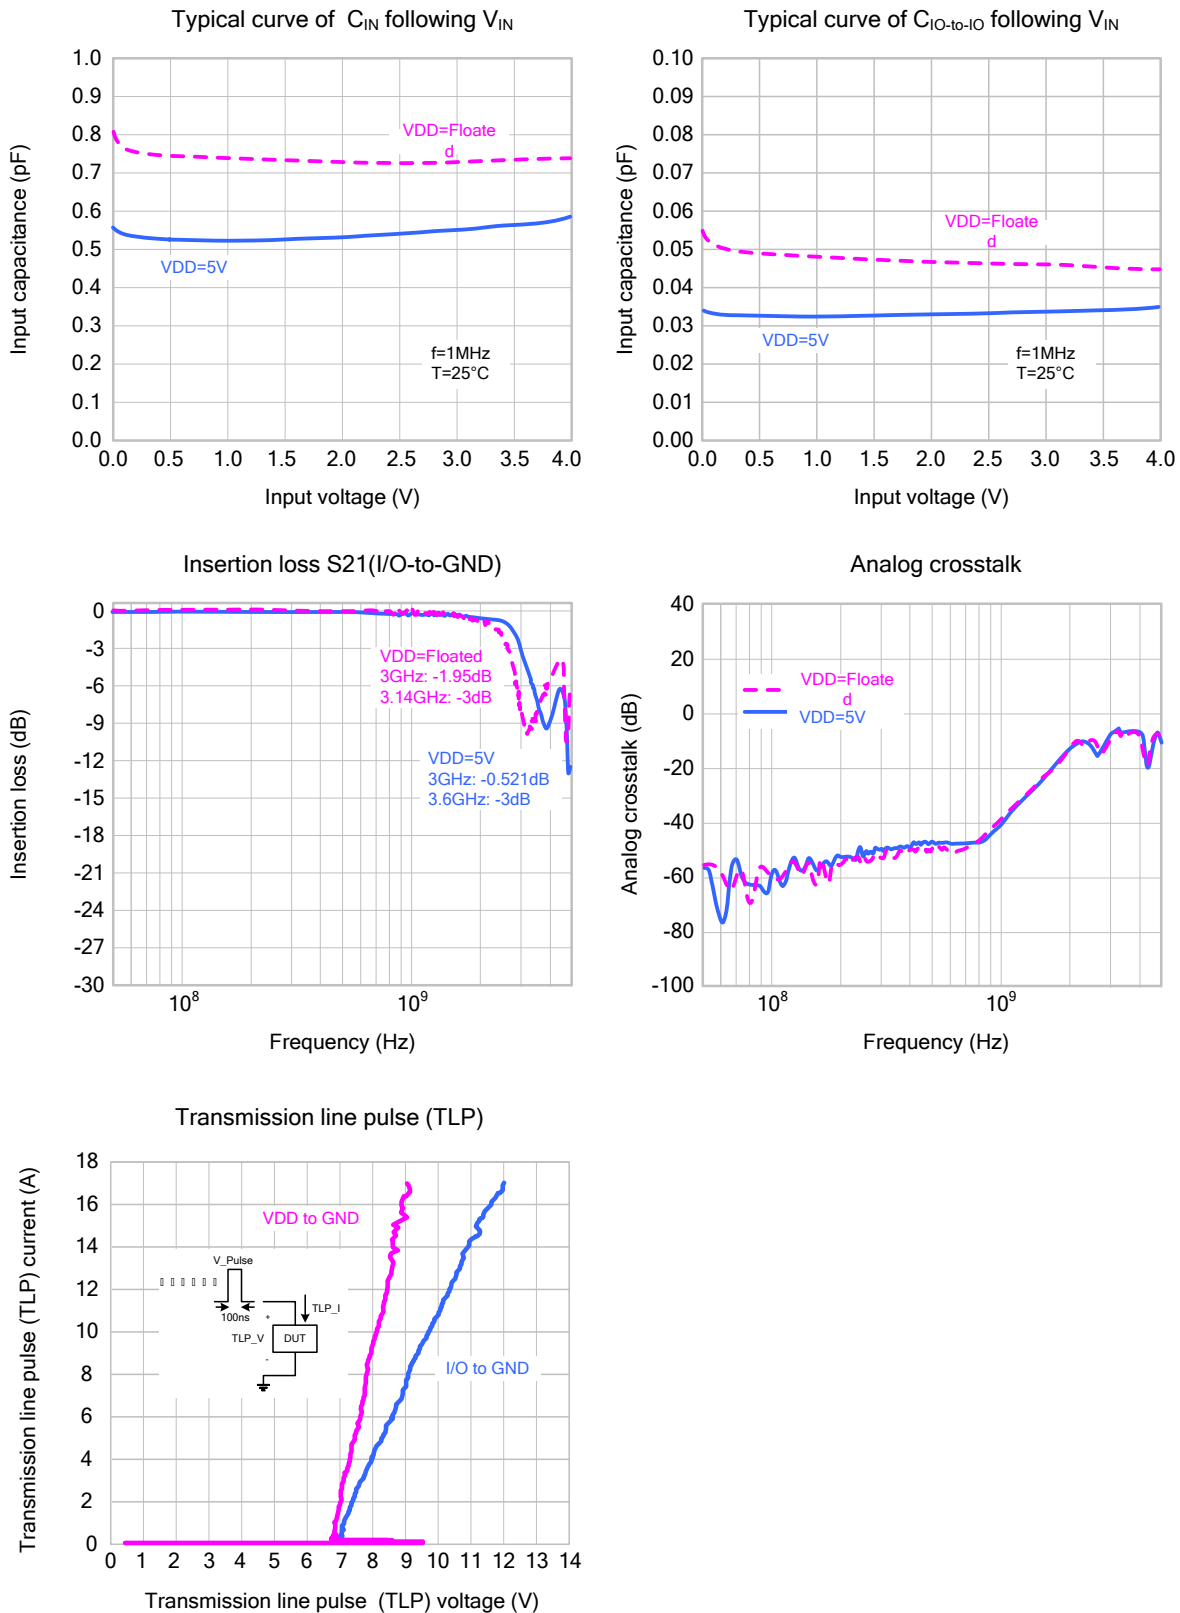 Typical curve of C_IN following V_IN
Input capacitance (pF)
1.0
0.9
0.8
0.7
0.6
0.5
0.4
0.3
0.2
0.1
0.0
VDD=Floate
d
VDD=5V
f=1MHz
T=25°C
0.0 0.5 1.0 1.5 2.0 2.5 3.0 3.5 4.0
Input voltage (V)
Typical curve of C_IO-to-IO following V_IN
Input capacitance (pF)
0.10
0.09
0.08
0.07
0.06
0.05
0.04
0.03
0.02
0.01
0.00
VDD=Floate
d
VDD=5V
f=1MHz
T=25°C
0.0 0.5 1.0 1.5 2.0 2.5 3.0 3.5 4.0
Input voltage (V)
Insertion loss S21(I/O-to-GND)
Insertion loss (dB)
0
-3
-6
-9
-12
-15
-18
-21
-24
-27
-30
VDD=Floated
3GHz: -1.95dB
3.14GHz: -3dB
VDD=5V
3GHz: -0.521dB
3.6GHz: -3dB
10⁸ 10⁹
Frequency (Hz)
Analog crosstalk
Analog crosstalk (dB)
40
20
0
-20
-40
-60
-80
-100
VDD=Floate
d
VDD=5V
10⁸ 10⁹
Frequency (Hz)
Transmission line pulse (TLP)
Transmission line pulse (TLP) current (A)
18
16
14
12
10
8
6
4
2
0
VDD to GND
V_Pulse
100ns
+
TLP_I
TLP_V
DUT
-
I/O to GND
0 1 2 3 4 5 6 7 8 9 10 11 12 13 14
Transmission line pulse (TLP) voltage (V)